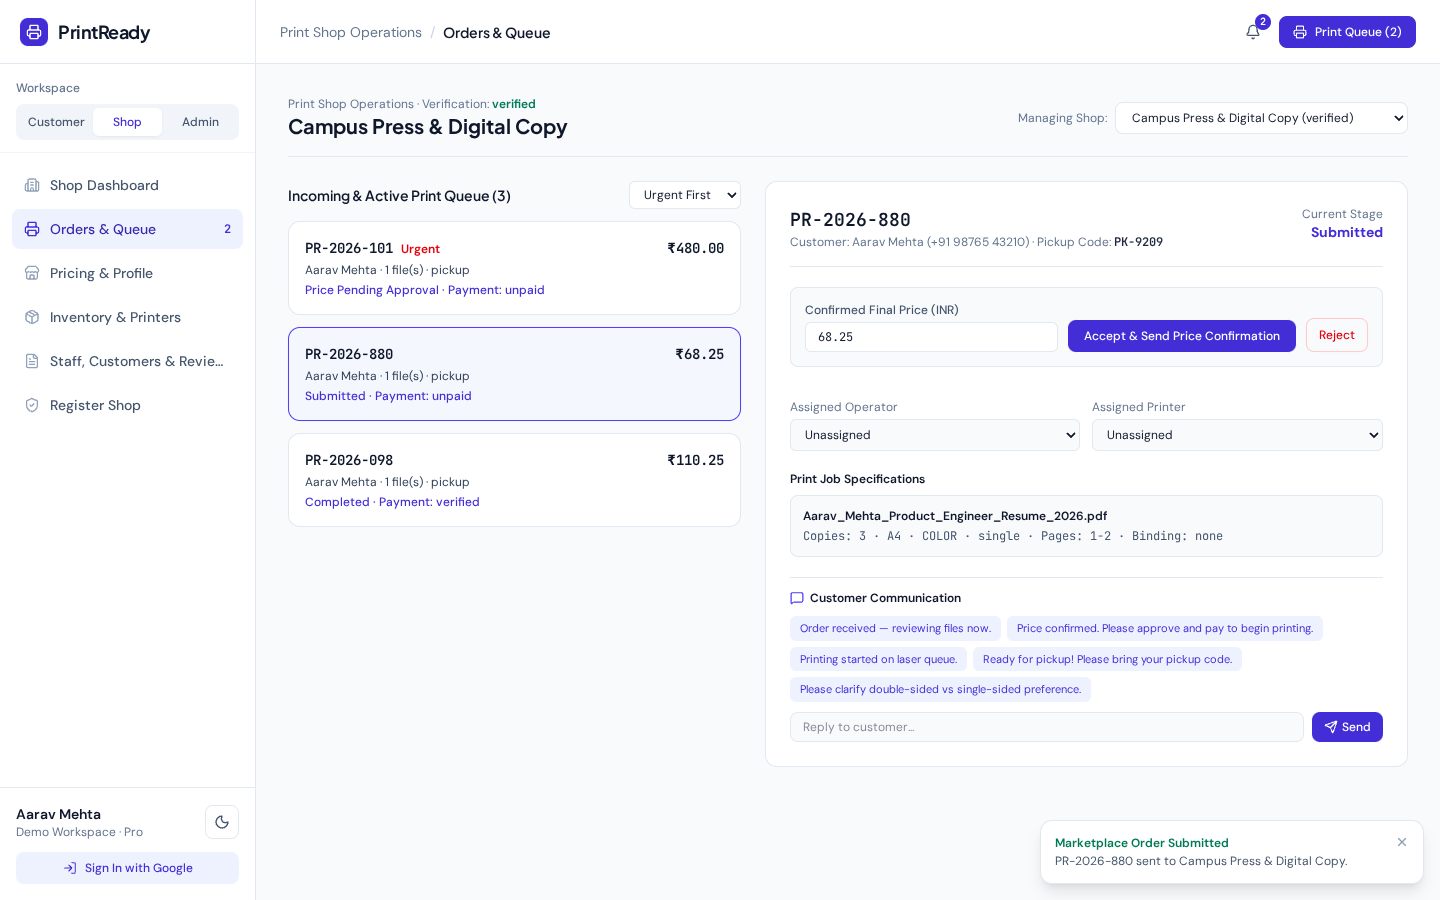 PrintReady
Print Shop Operations / Orders & Queue
2
Print Queue (2)
Workspace
Customer
Shop
Admin
Shop Dashboard
Orders & Queue
2
Pricing & Profile
Inventory & Printers
Staff, Customers & Revie...
Register Shop
Aarav Mehta
Demo Workspace · Pro
Sign In with Google
Print Shop Operations · Verification: verified
Campus Press & Digital Copy
Managing Shop:
Campus Press & Digital Copy (verified)
Incoming & Active Print Queue (3)
Urgent First
PR-2026-101 Urgent
₹480.00
Aarav Mehta · 1 file(s) · pickup
Price Pending Approval · Payment: unpaid
PR-2026-880
₹68.25
Aarav Mehta · 1 file(s) · pickup
Submitted · Payment: unpaid
PR-2026-098
₹110.25
Aarav Mehta · 1 file(s) · pickup
Completed · Payment: verified
PR-2026-880
Customer: Aarav Mehta (+91 98765 43210) · Pickup Code: PK-9209
Current Stage
Submitted
Confirmed Final Price (INR)
68.25
Accept & Send Price Confirmation
Reject
Assigned Operator
Unassigned
Assigned Printer
Unassigned
Print Job Specifications
Aarav_Mehta_Product_Engineer_Resume_2026.pdf
Copies: 3 · A4 · COLOR · single · Pages: 1-2 · Binding: none
Customer Communication
Order received — reviewing files now.
Price confirmed. Please approve and pay to begin printing.
Printing started on laser queue.
Ready for pickup! Please bring your pickup code.
Please clarify double-sided vs single-sided preference.
Reply to customer...
Send
Marketplace Order Submitted
PR-2026-880 sent to Campus Press & Digital Copy.